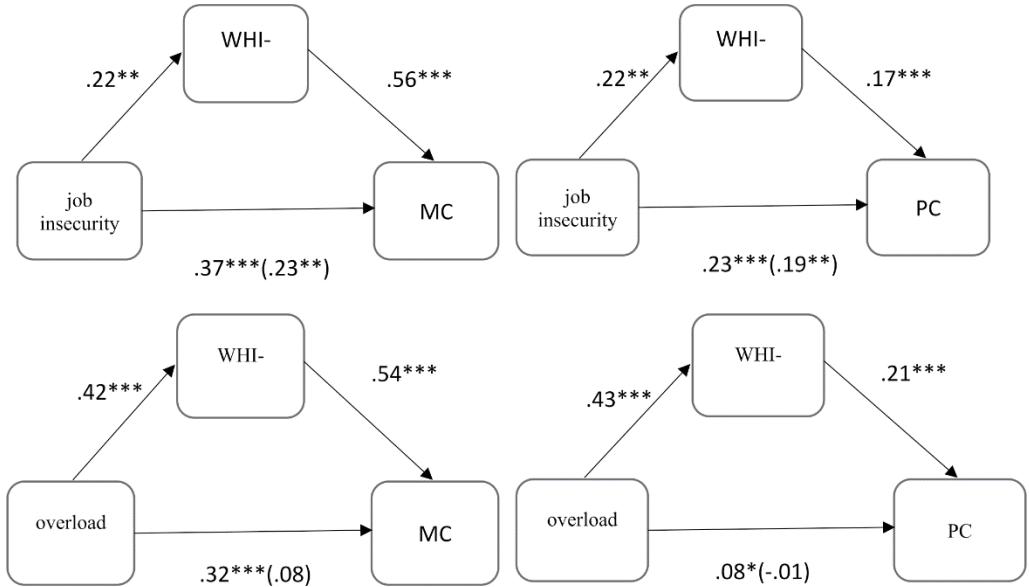 WHI-
.22**
.56***
job
insecurity
MC
.37***(.23**)
WHI-
.22**
.17***
job
insecurity
PC
.23***(.19**)
WHI-
.42***
.54***
overload
MC
.32***(.08)
WHI-
.43***
.21***
overload
PC
.08*(-.01)